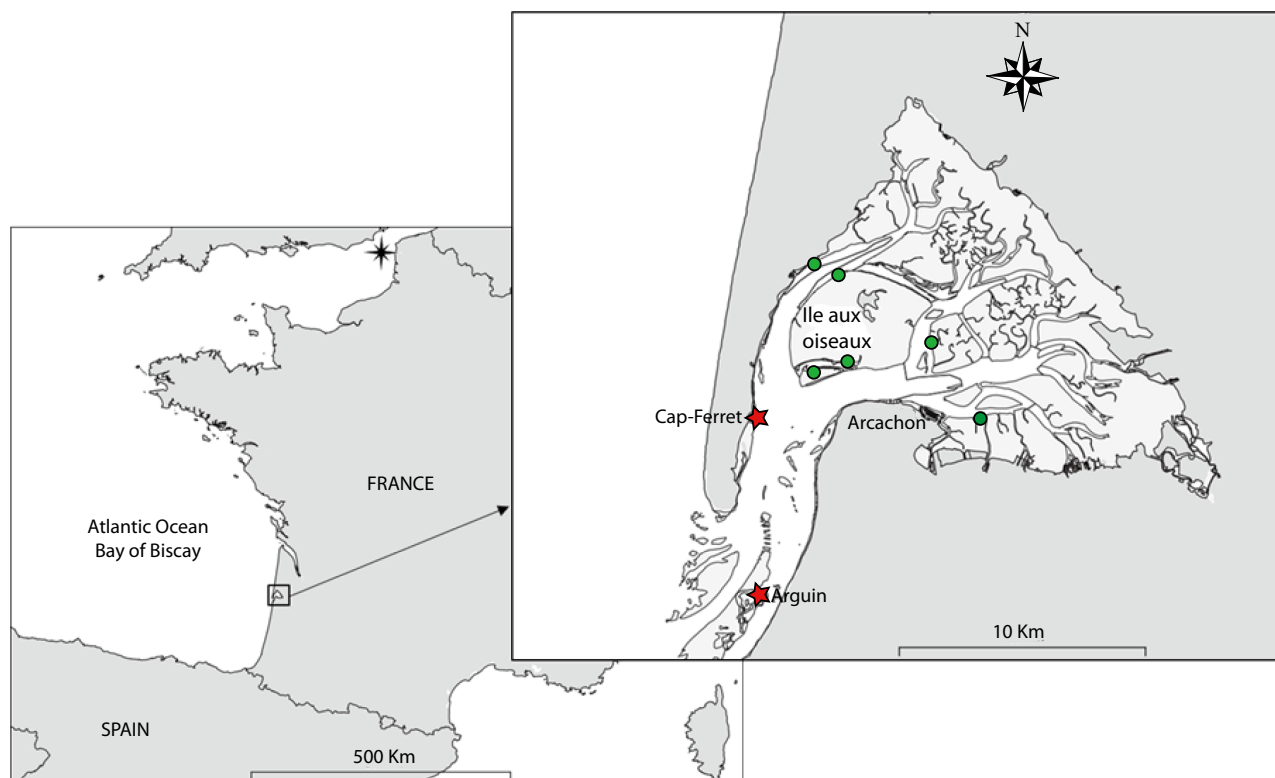 N
Ile aux
oiseaux
Cap-Ferret
Arcachon
Arguin
10 Km
FRANCE
Atlantic Ocean
Bay of Biscay
SPAIN
500 Km